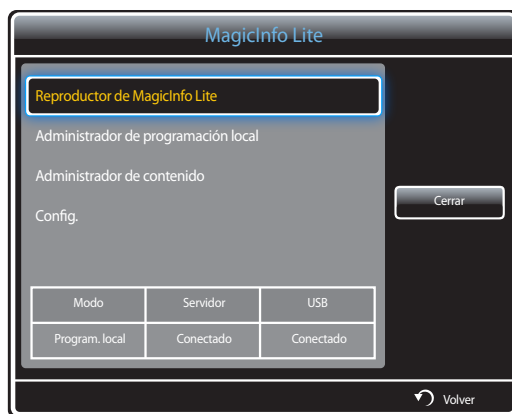 MagicInfo Lite
Reproductor de MagicInfo Lite
Administrador de programación local
Administrador de contenido
Config.
Cerrar
Modo Servidor USB
Program. local Conectado Conectado
Volver